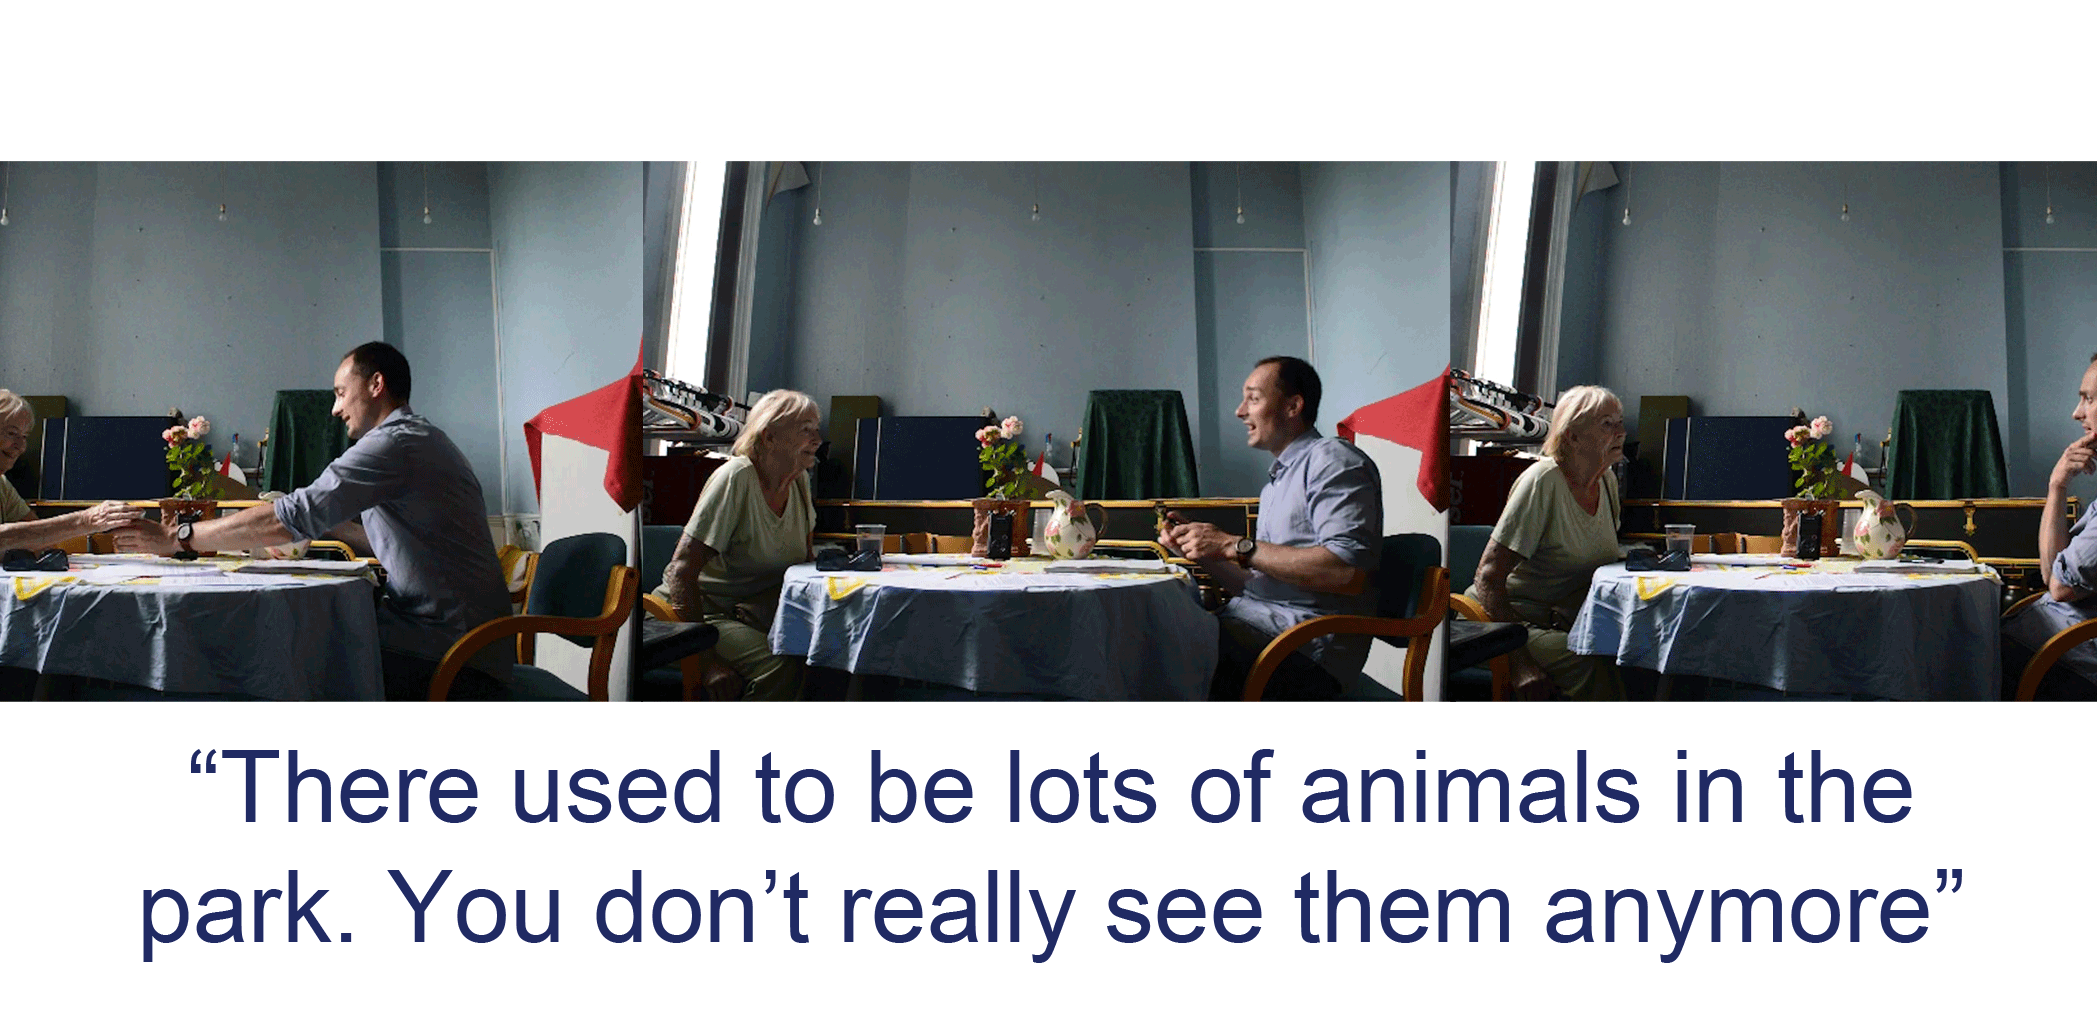 “There used to be lots of animals in the
park. You don’t really see them anymore”